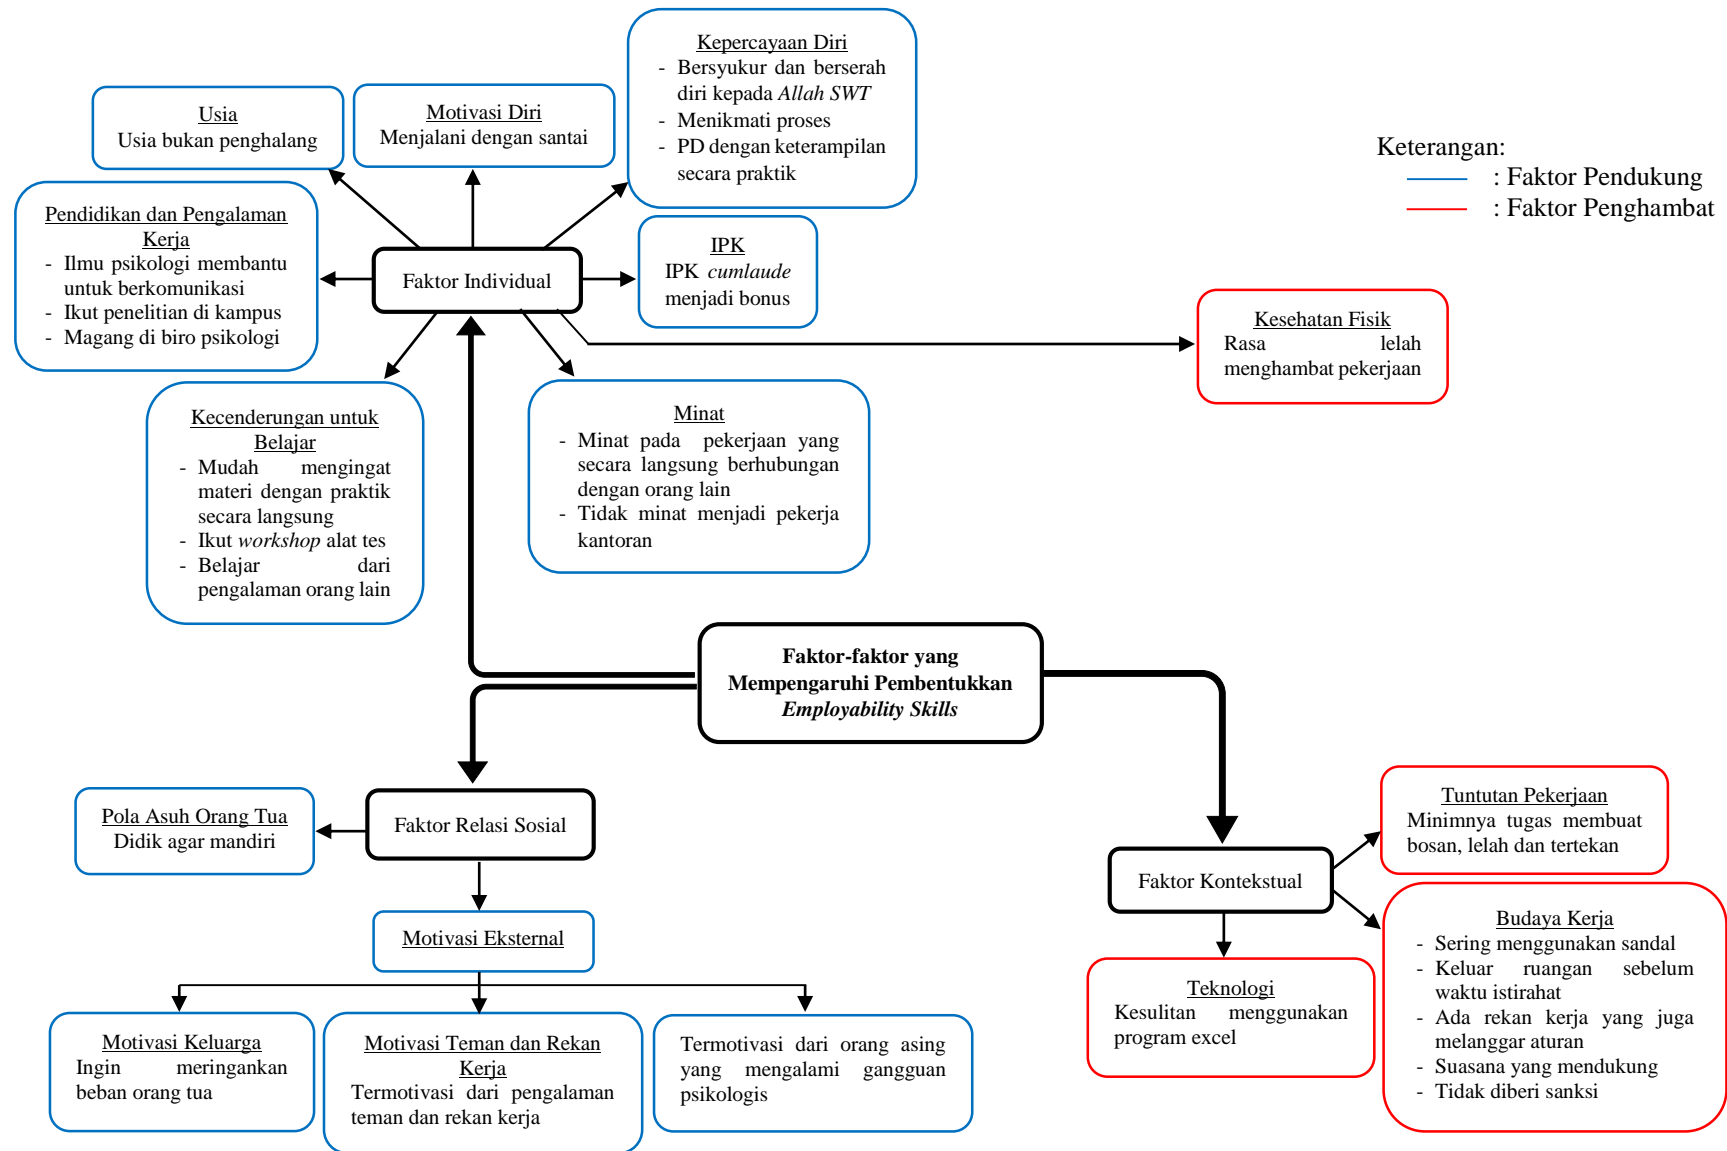 Kepercayaan Diri
- Bersyukur dan berserah
diri kepada Allah SWT
- Menikmati proses
- PD dengan keterampilan
secara praktik
Usia
Usia bukan penghalang
Motivasi Diri
Menjalani dengan santai
Keterangan:
: Faktor Pendukung
: Faktor Penghambat
Pendidikan dan Pengalaman
Kerja
- Ilmu psikologi membantu
untuk berkomunikasi
- Ikut penelitian di kampus
- Magang di biro psikologi
Faktor Individual
IPK
IPK cumlaude
menjadi bonus
Kesehatan Fisik
Rasa lelah
menghambat pekerjaan
Kecenderungan untuk
Belajar
- Mudah mengingat
materi dengan praktik
secara langsung
- Ikut workshop alat tes
- Belajar dari
pengalaman orang lain
Minat
- Minat pada pekerjaan yang
secara langsung berhubungan
dengan orang lain
- Tidak minat menjadi pekerja
kantoran
Faktor-faktor yang
Mempengaruhi Pembentukkan
Employability Skills
Pola Asuh Orang Tua
Didik agar mandiri
Faktor Relasi Sosial
Tuntutan Pekerjaan
Minimnya tugas membuat
bosan, lelah dan tertekan
Faktor Kontekstual
Motivasi Eksternal
Budaya Kerja
- Sering menggunakan sandal
- Keluar ruangan sebelum
waktu istirahat
- Ada rekan kerja yang juga
melanggar aturan
- Suasana yang mendukung
- Tidak diberi sanksi
Teknologi
Kesulitan menggunakan
program excel
Motivasi Keluarga
Ingin meringankan
beban orang tua
Motivasi Teman dan Rekan
Kerja
Termotivasi dari pengalaman
teman dan rekan kerja
Termotivasi dari orang asing
yang mengalami gangguan
psikologis